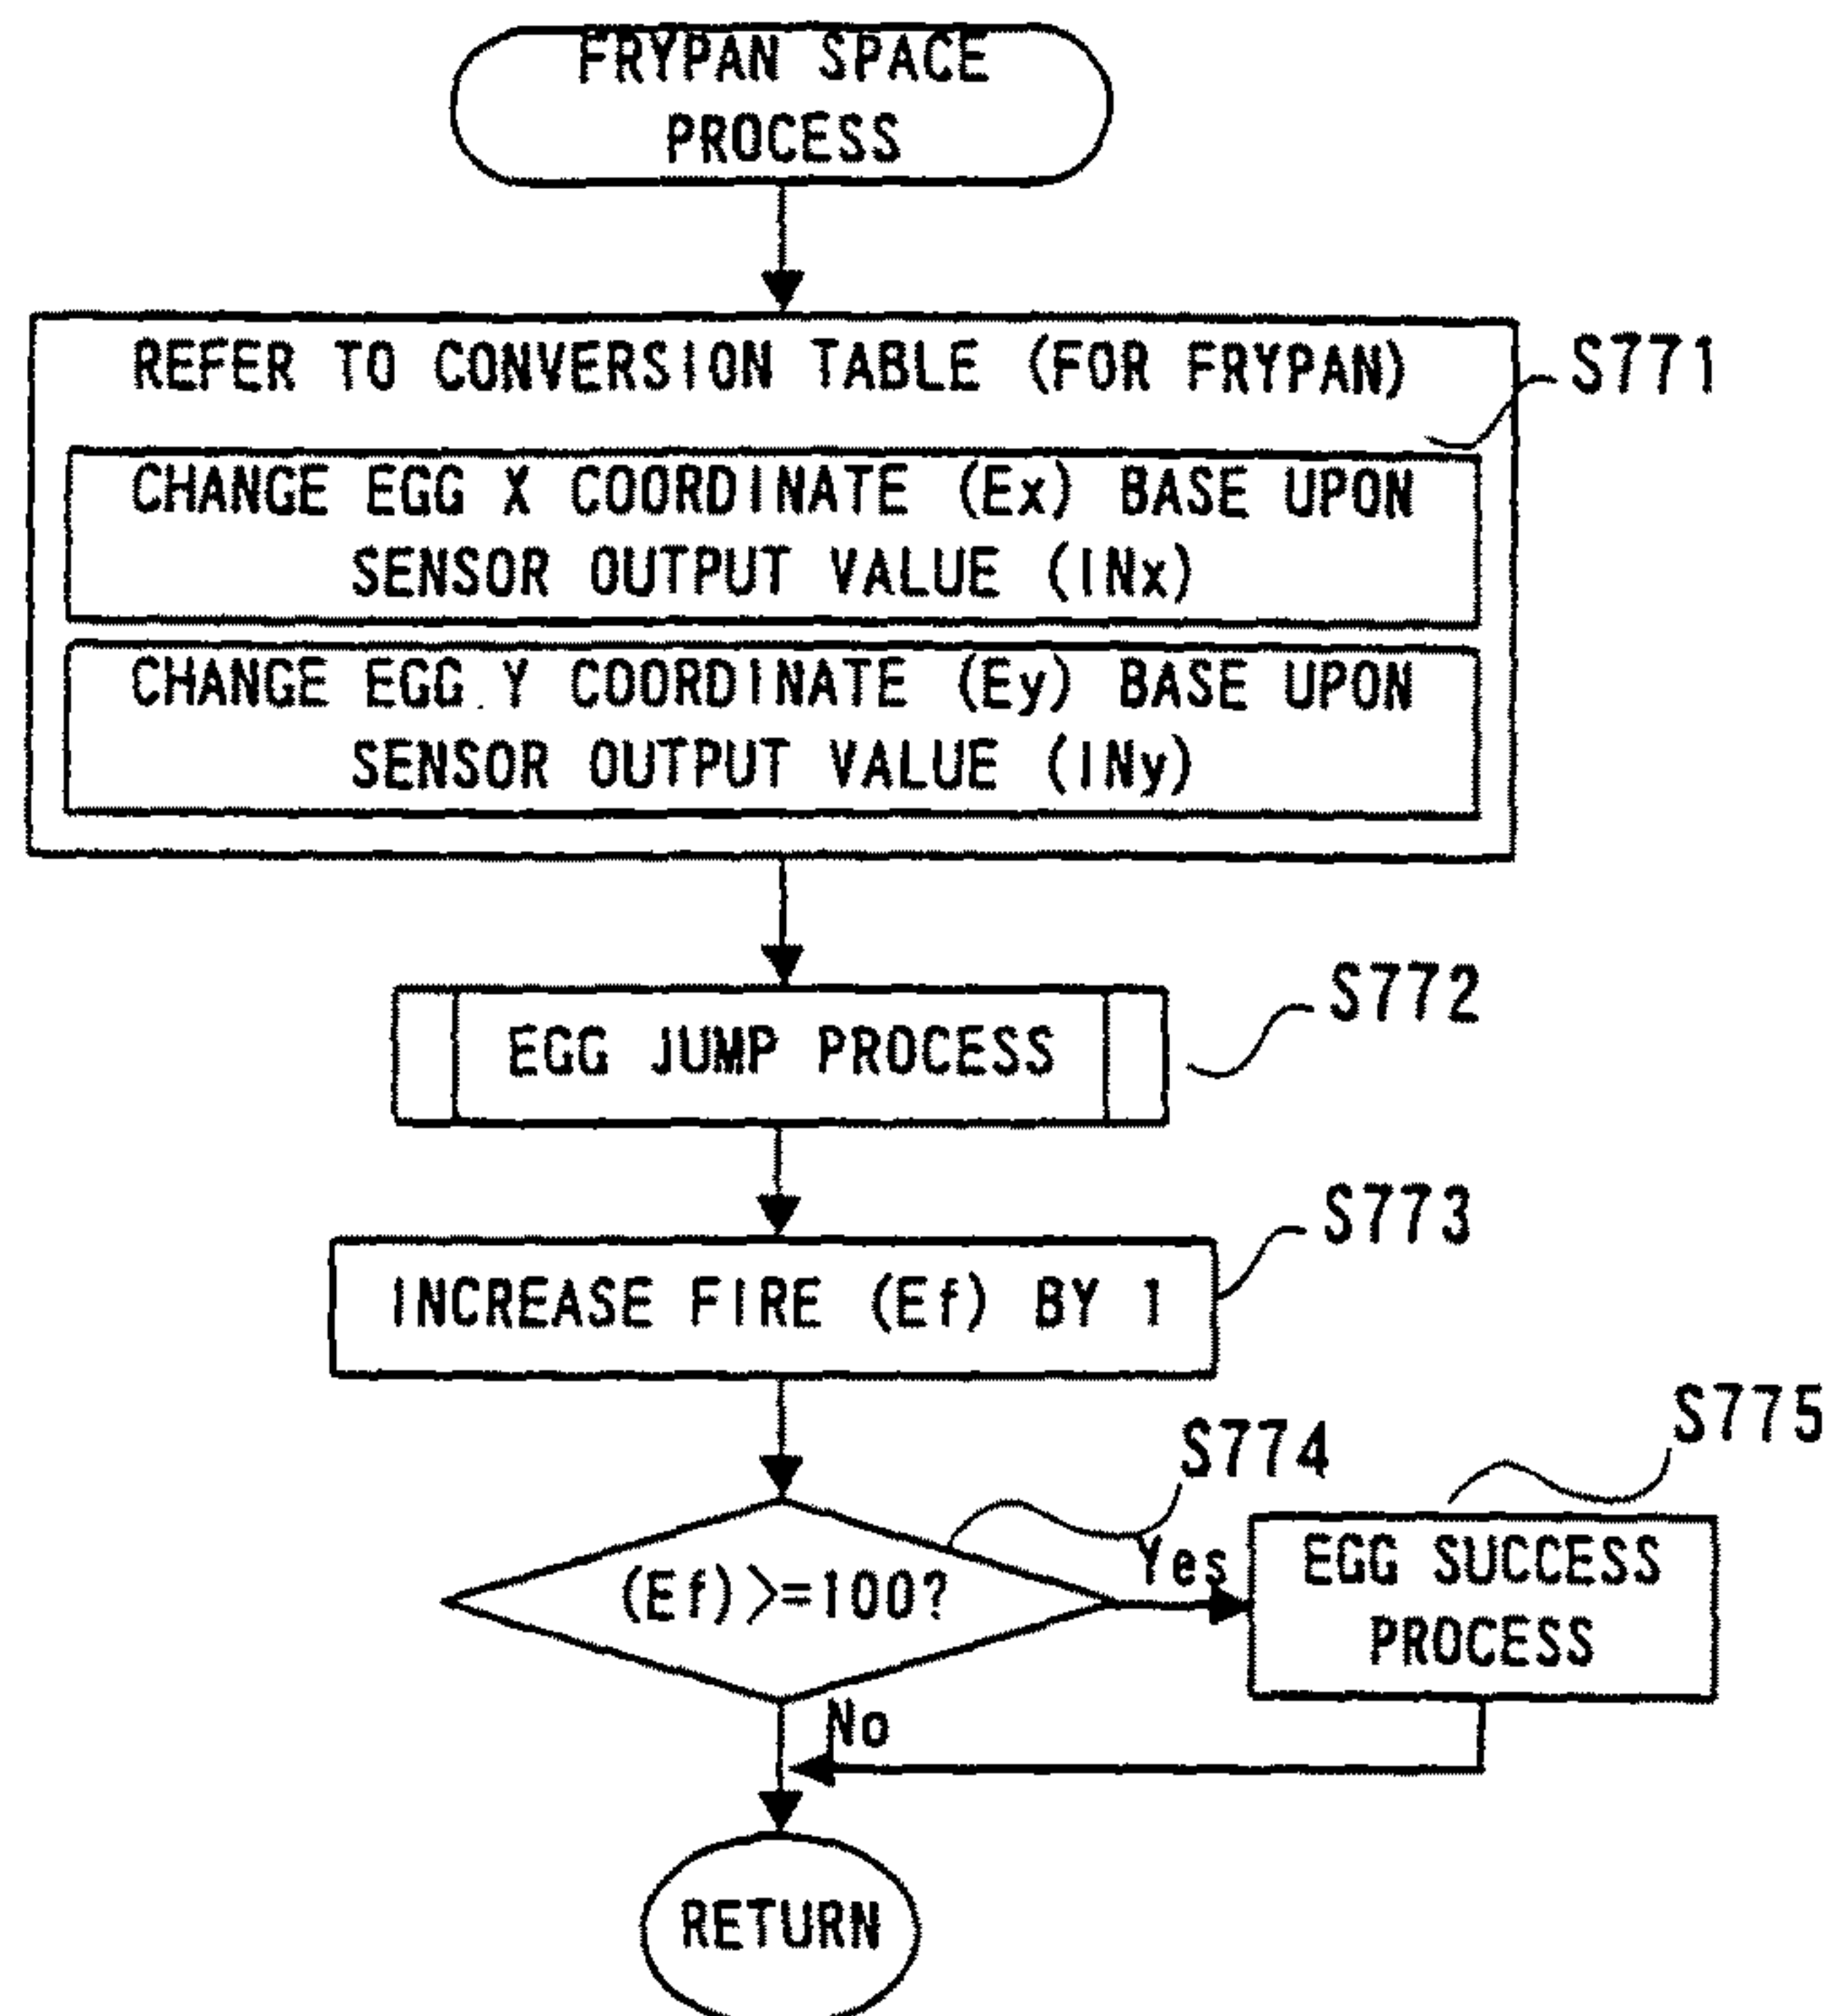 FRYPAN SPACE
PROCESS
REFER TO CONVERSION TABLE (FOR FRYPAN)
S771
CHANGE EGG X COORDINATE (Ex) BASE UPON
SENSOR OUTPUT VALUE (INx)
CHANGE EGG Y COORDINATE (Ey) BASE UPON
SENSOR OUTPUT VALUE (INy)
EGG JUMP PROCESS
S772
INCREASE FIRE (Ef) BY 1
S773
(Ef)>=100?
S774
Yes
S775
EGG SUCCESS
PROCESS
No
RETURN